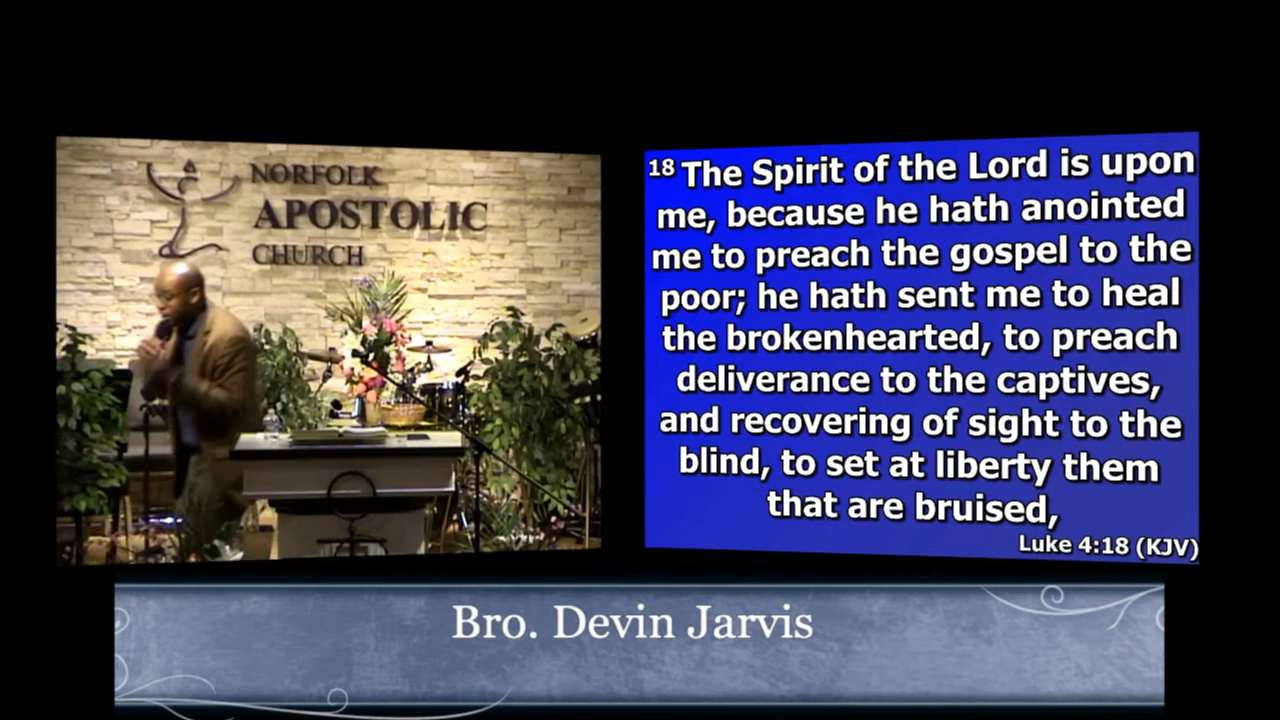 NORFOLK
APOSTOLIC
CHURCH
18 The Spirit of the Lord is upon
me, because he hath anointed
me to preach the gospel to the
poor; he hath sent me to heal
the brokenhearted, to preach
deliverance to the captives,
and recovering of sight to the
blind, to set at liberty them
that are bruised,
Luke 4:18 (KJV)
Bro. Devin Jarvis